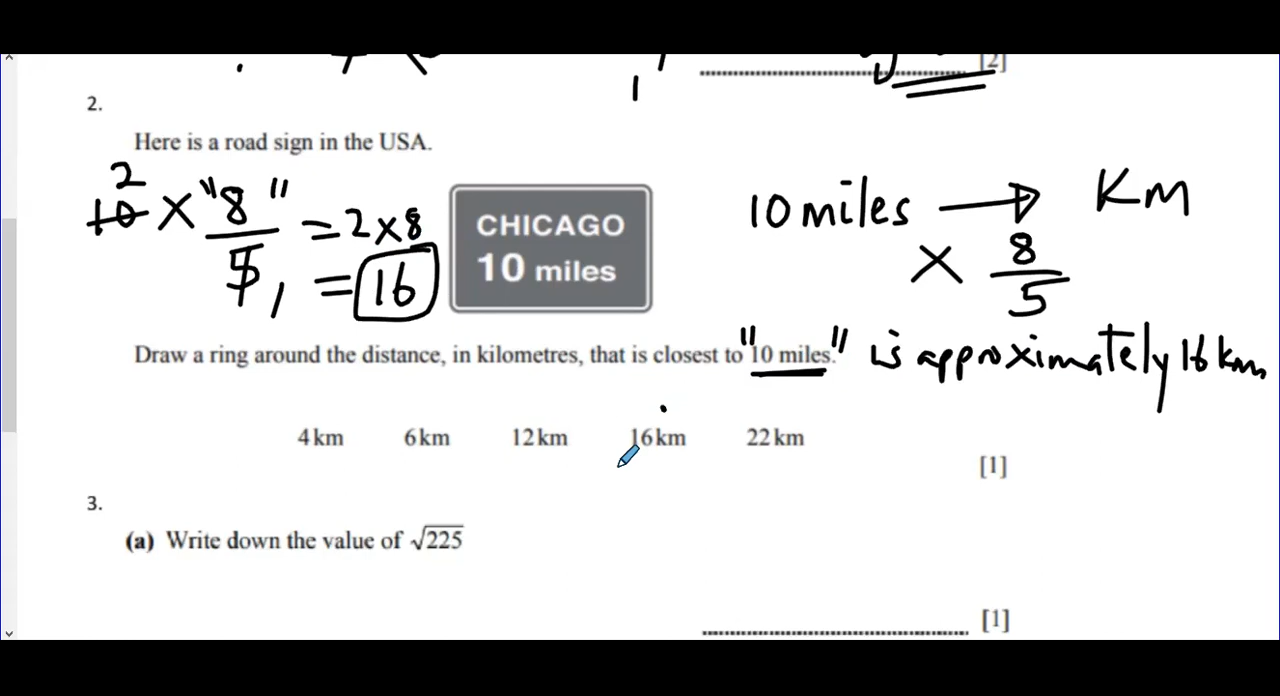 [2]
2.
Here is a road sign in the USA.
2
10 × "8" / 5 = 2×8
1 = 16
CHICAGO
10 miles
10 miles → Km
× 8/5
Draw a ring around the distance, in kilometres, that is closest to "10 miles." is approximately 16 km
4 km 6 km 12 km 16 km 22 km
[1]
3.
(a) Write down the value of √225
[1]